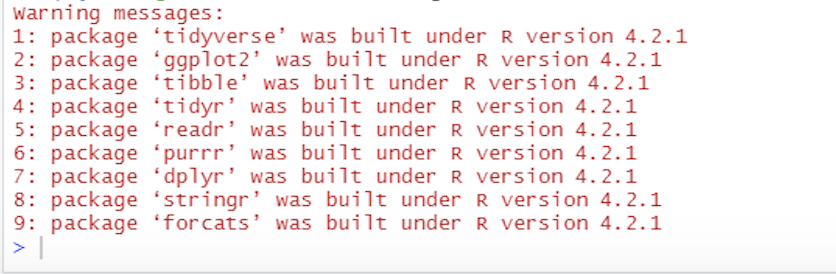 Warning messages:
1: package ‘tidyverse’ was built under R version 4.2.1
2: package ‘ggplot2’ was built under R version 4.2.1
3: package ‘tibble’ was built under R version 4.2.1
4: package ‘tidyr’ was built under R version 4.2.1
5: package ‘readr’ was built under R version 4.2.1
6: package ‘purrr’ was built under R version 4.2.1
7: package ‘dplyr’ was built under R version 4.2.1
8: package ‘stringr’ was built under R version 4.2.1
9: package ‘forcats’ was built under R version 4.2.1
>